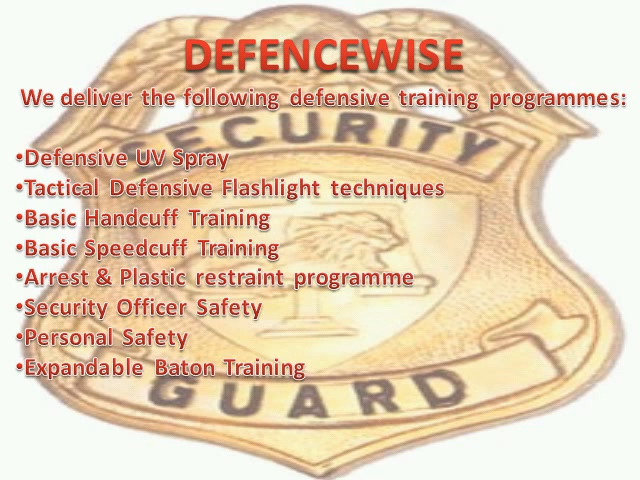 DEFENCEWISE
We deliver the following defensive training programmes:
SECURITY
•Defensive UV Spray
•Tactical Defensive Flashlight techniques
•Basic Handcuff Training
•Basic Speedcuff Training
•Arrest & Plastic restraint programme
•Security Officer Safety
•Personal Safety
•Expandable Baton Training
GUARD